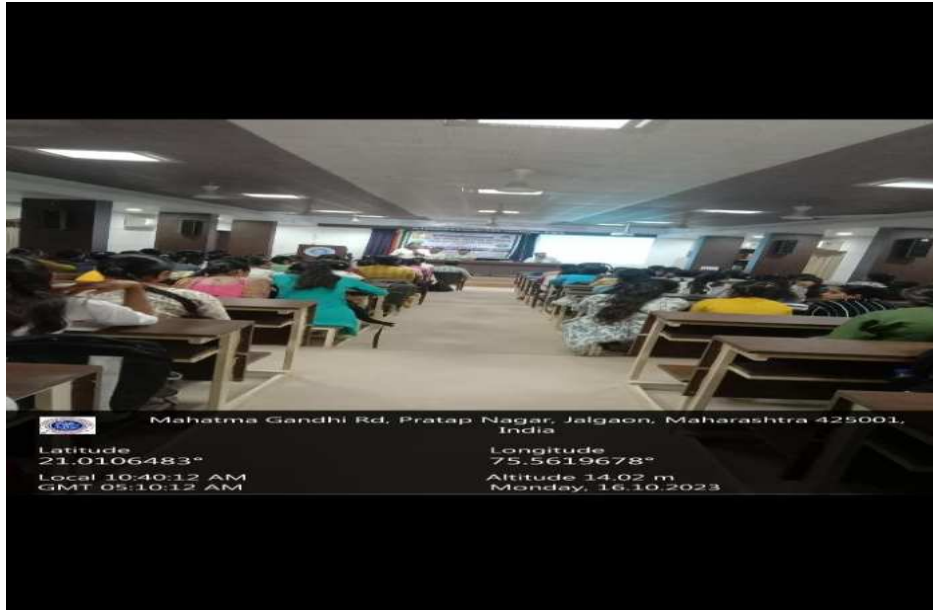 Mahatma Gandhi Rd, Pratap Nagar, Jalgaon, Maharashtra 425001,
India
Latitude
21.0106483°
Longitude
75.5619678°
Local 10:40:12 AM
GMT 05:10:12 AM
Altitude 14.02 m
Monday, 16.10.2023